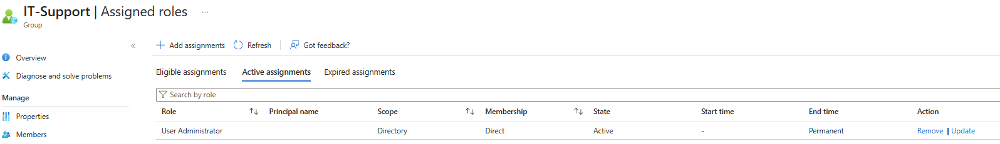 IT-Support | Assigned roles ...
Group
«
+ Add assignments Refresh | Got feedback?
Overview
Diagnose and solve problems
Manage
Properties
Members
Eligible assignments Active assignments Expired assignments
Search by role
Role Principal name Scope Membership State Start time End time Action
User Administrator Directory Direct Active - Permanent Remove | Update